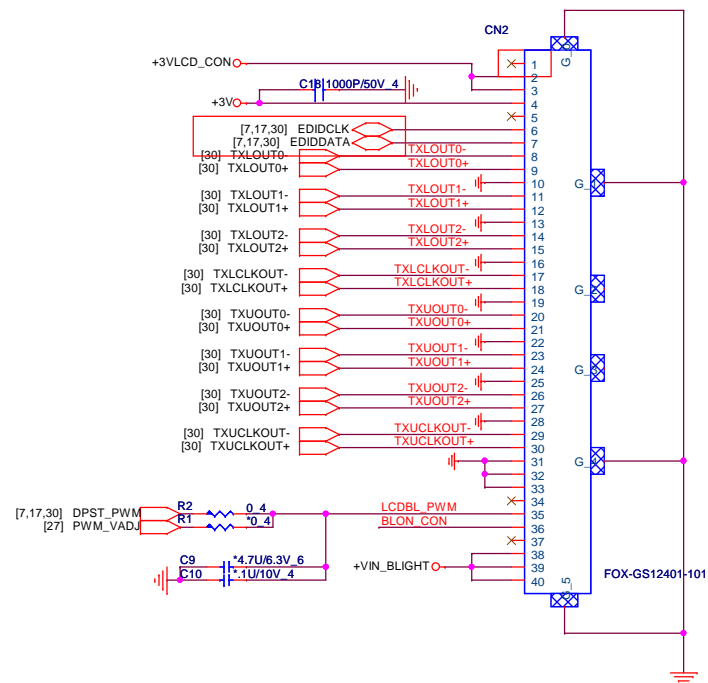 CN2
G_0
+3VLCD_CON
1
2
C18 1000P/50V_4
3
+3V
4
5
[7,17,30] EDIDCLK
6
[7,17,30] EDIDDATA
7
[30] TXLOUT0-
TXLOUT0-
8
[30] TXLOUT0+
TXLOUT0+
9
10
[30] TXLOUT1-
TXLOUT1-
11
[30] TXLOUT1+
TXLOUT1+
12
13
[30] TXLOUT2-
TXLOUT2-
14
[30] TXLOUT2+
TXLOUT2+
15
16
[30] TXLCLKOUT-
TXLCLKOUT-
17
[30] TXLCLKOUT+
TXLCLKOUT+
18
19
[30] TXUOUT0-
TXUOUT0-
20
[30] TXUOUT0+
TXUOUT0+
21
22
[30] TXUOUT1-
TXUOUT1-
23
[30] TXUOUT1+
TXUOUT1+
24
25
[30] TXUOUT2-
TXUOUT2-
26
[30] TXUOUT2+
TXUOUT2+
27
28
[30] TXUCLKOUT-
TXUCLKOUT-
29
[30] TXUCLKOUT+
TXUCLKOUT+
30
31
32
33
34
[7,17,30] DPST_PWM
R2
0_4
LCDBL_PWM
35
[27] PWM_VADJ
R1
*0_4
BLON_CON
36
37
38
C9
*4.7U/6.3V_6
+VIN_BLIGHT
39
C10
*.1U/10V_4
40
G_5
FOX-GS12401-101